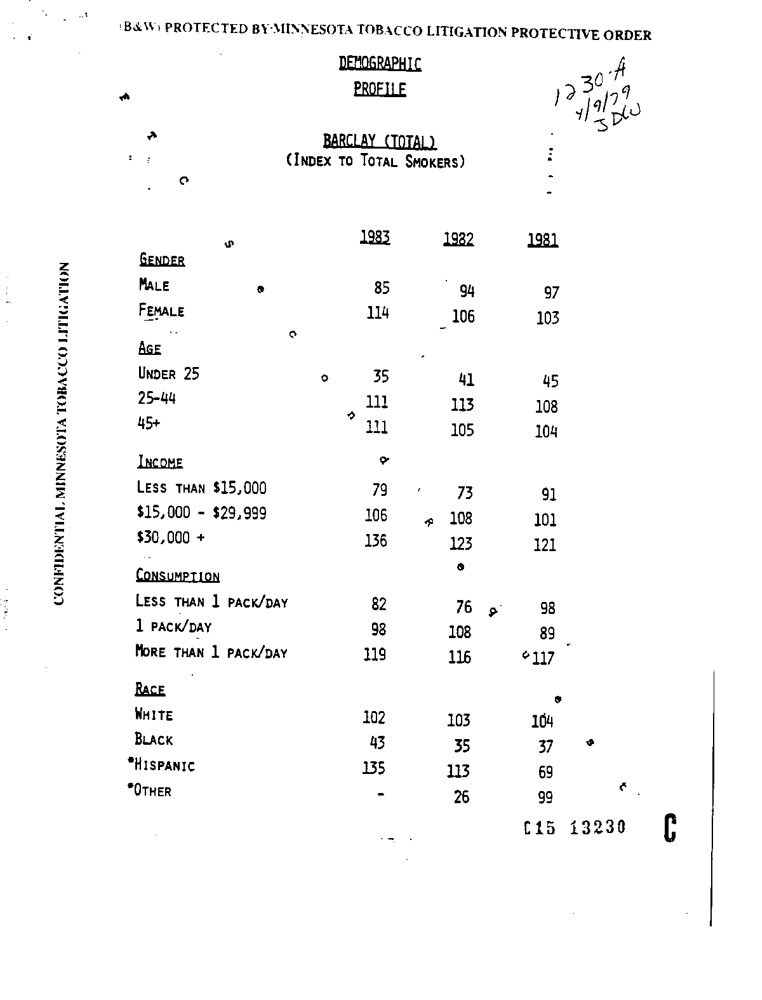 (B&W) PROTECTED BY MINNESOTA TOBACCO LITIGATION PROTECTIVE ORDER
DEMOGRAPHIC
PROFILE
1230-A
4/9/79
JDW
BARCLAY (TOTAL)
(INDEX TO TOTAL SMOKERS)
CONFIDENTIAL MINNESOTA TOBACCO LITIGATION
1983 1982 1981
GENDER
MALE 85 94 97
FEMALE 114 106 103
AGE
UNDER 25 35 41 45
25-44 111 113 108
45+ 111 105 104
INCOME
LESS THAN $15,000 79 73 91
$15,000 - $29,999 106 108 101
$30,000 + 136 123 121
CONSUMPTION
LESS THAN 1 PACK/DAY 82 76 98
1 PACK/DAY 98 108 89
MORE THAN 1 PACK/DAY 119 116 117
RACE
WHITE 102 103 104
BLACK 43 35 37
*HISPANIC 135 113 69
*OTHER - 26 99
C15 13230 C